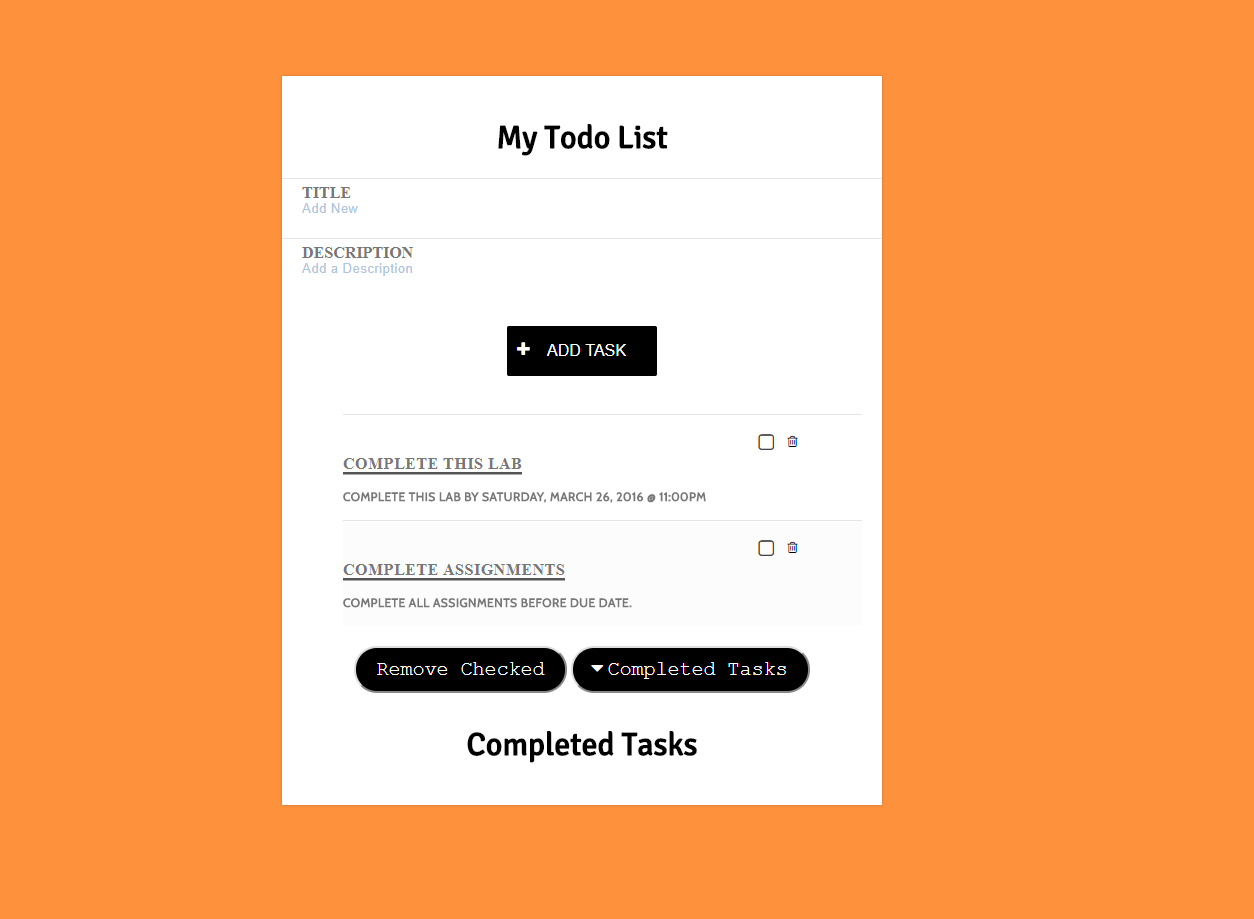 My Todo List
TITLE
Add New
DESCRIPTION
Add a Description
ADD TASK
COMPLETE THIS LAB
COMPLETE THIS LAB BY SATURDAY, MARCH 26, 2016 @ 11:00PM
COMPLETE ASSIGNMENTS
COMPLETE ALL ASSIGNMENTS BEFORE DUE DATE.
Remove Checked Completed Tasks
Completed Tasks